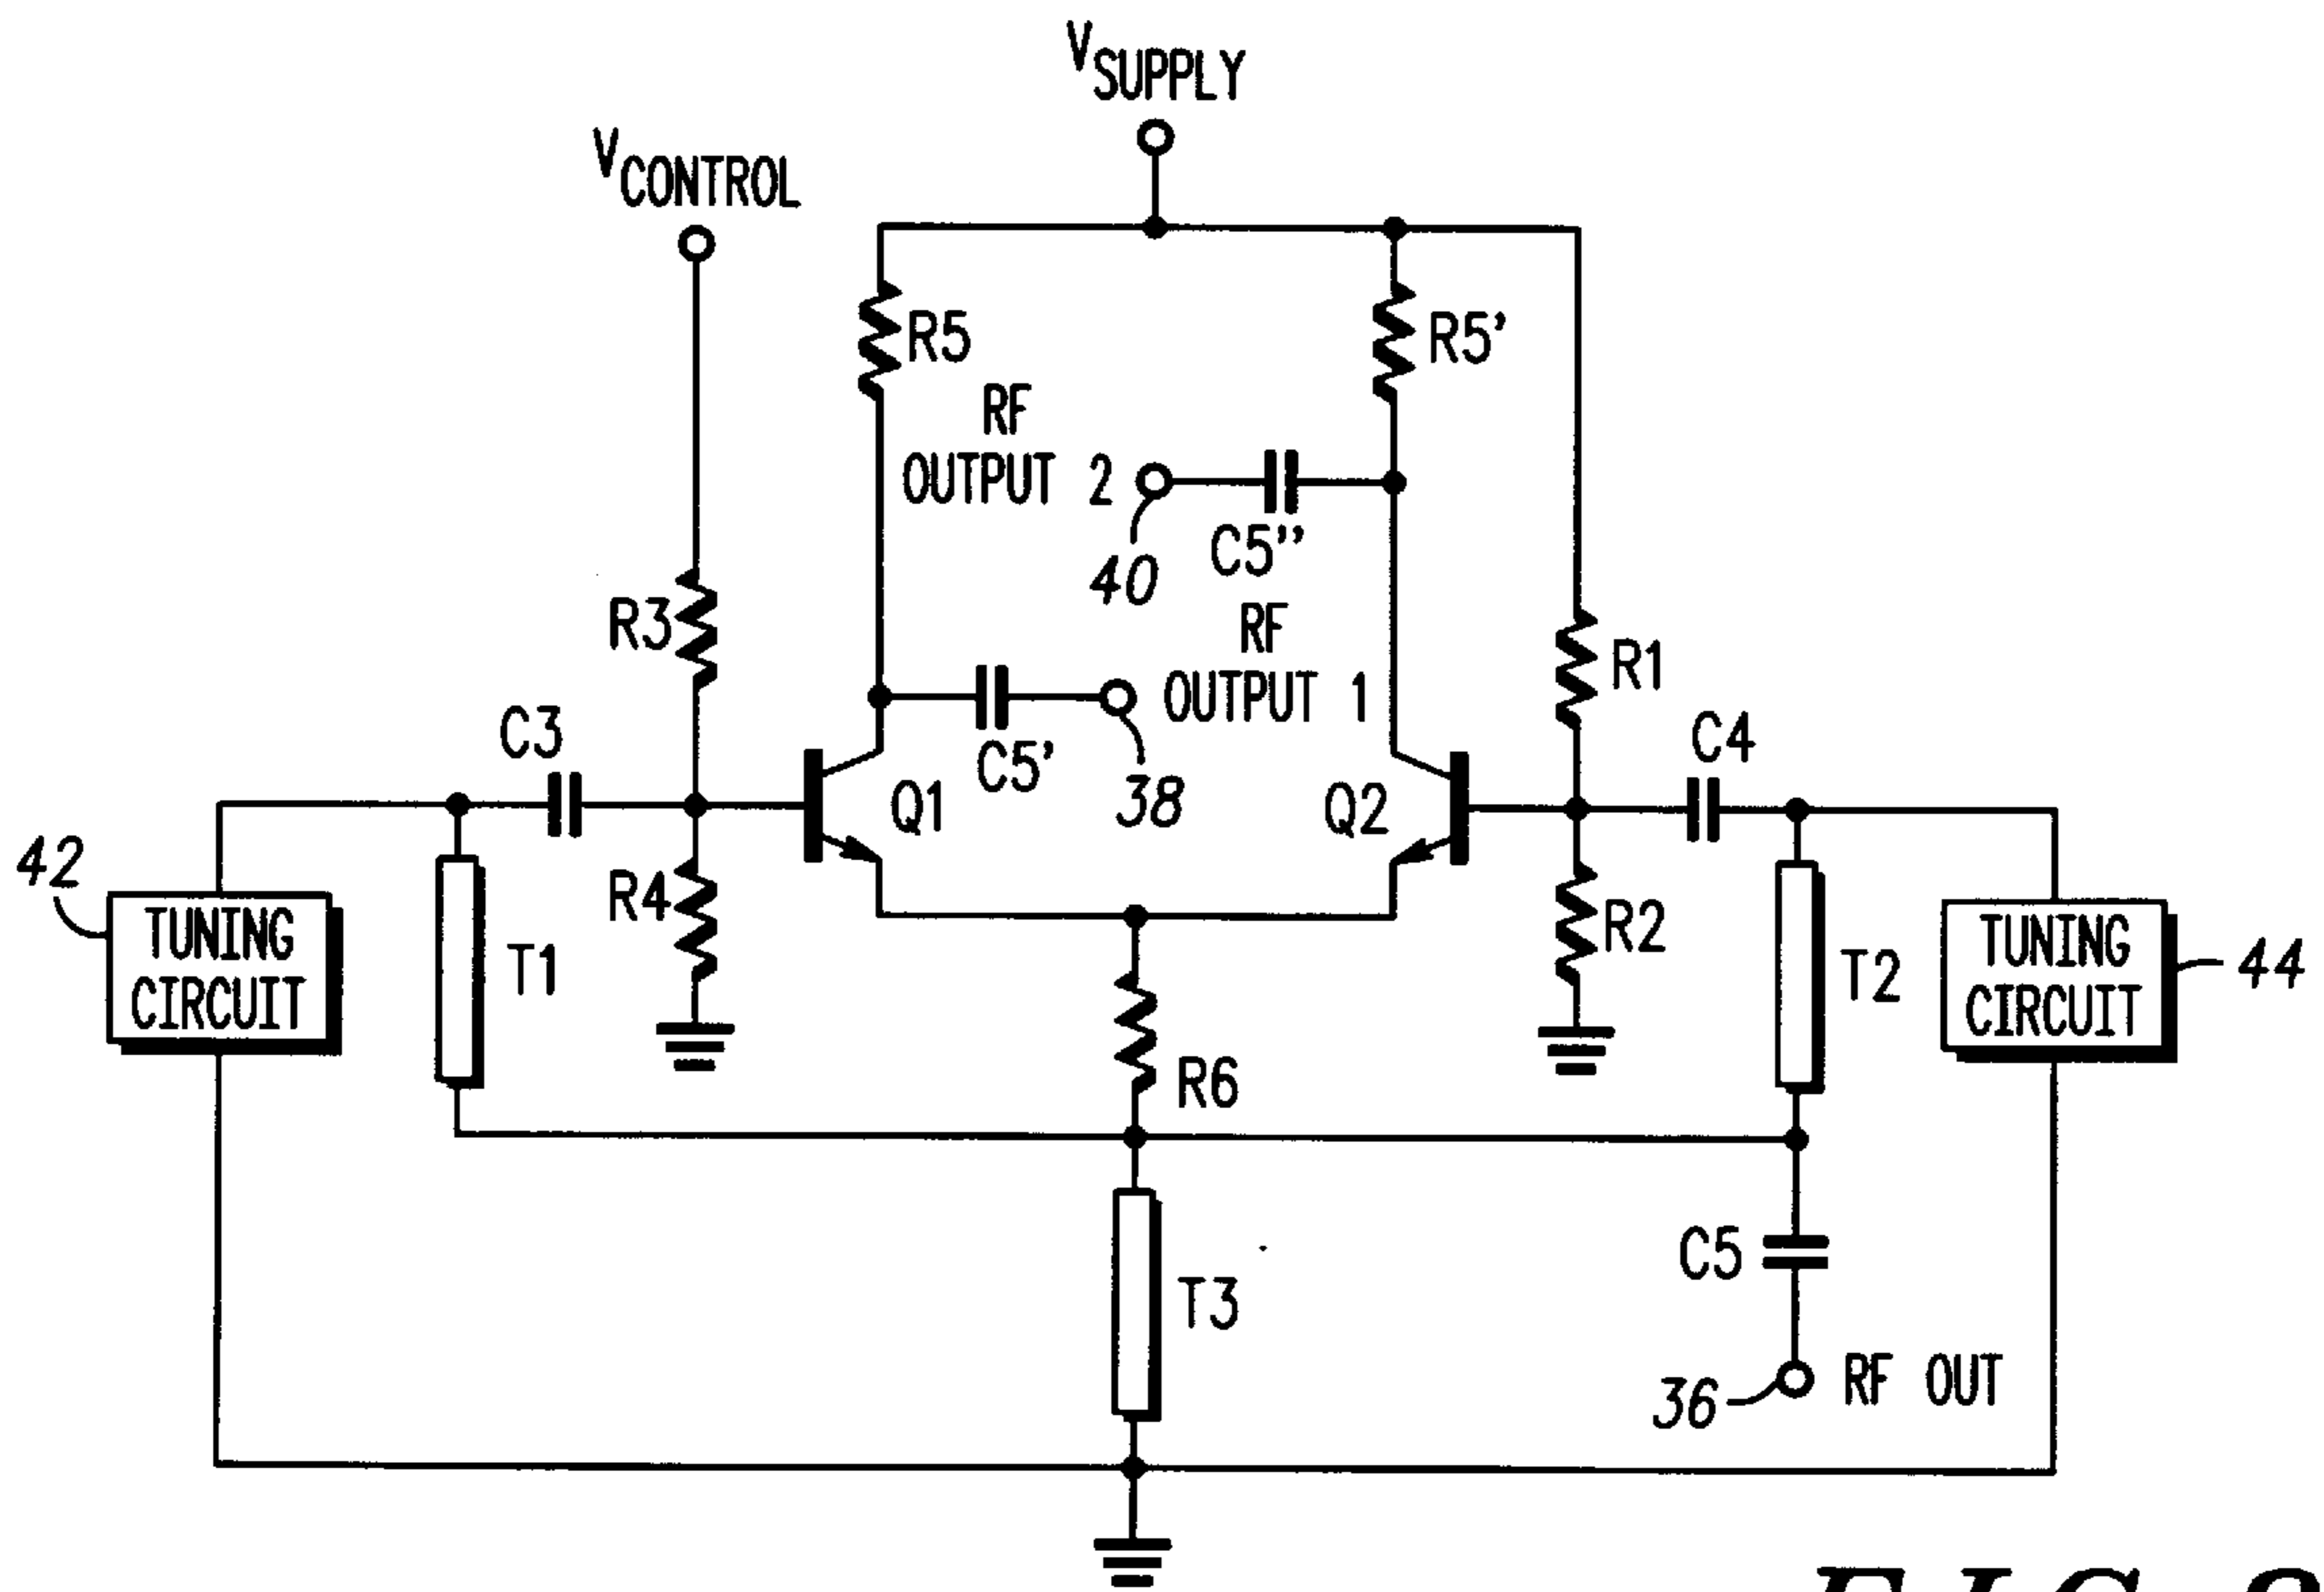 VSUPPLY
VCONTROL
R5
R5'
RF
OUTPUT 2
C5''
40
R3
RF
OUTPUT 1
R1
C3
C5'
38
C4
Q1
Q2
42
TUNING
CIRCUIT
T1
R4
R2
T2
TUNING
CIRCUIT
44
R6
T3
C5
36
RF OUT